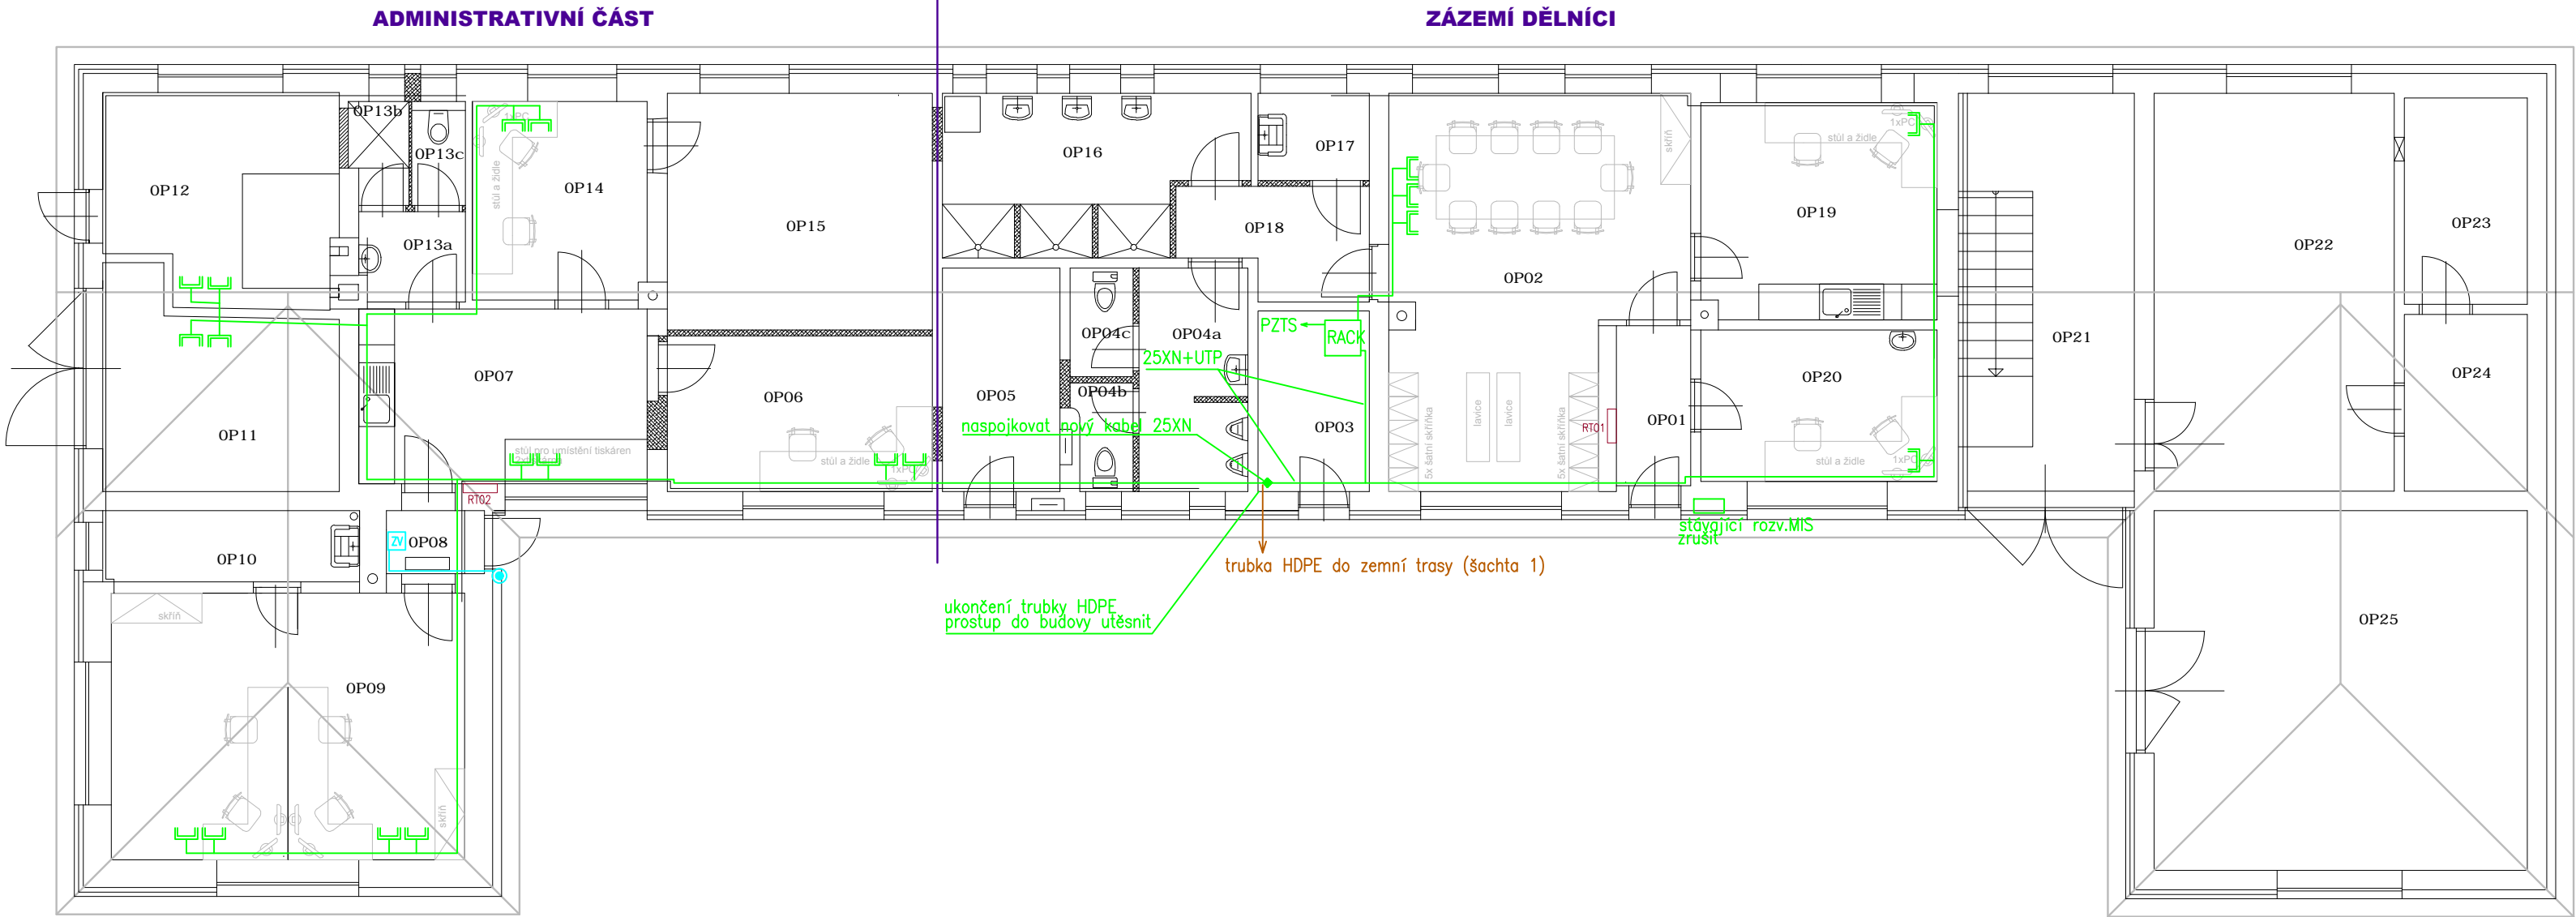 ADMINISTRATIVNÍ ČÁST
ZÁZEMÍ DĚLNÍCI
0P12
0P13b
0P13c
0P13a
1xPC
stůl a židle
0P14
0P15
0P16
0P17
0P18
0P02
skříň
1xPC
stůl a židle
0P19
0P21
0P22
0P23
0P24
0P11
0P07
stůl pro umístění tiskáren
0P06
stůl a židle
1xPC
0P05
0P04c
0P04a
0P04b
PZTS
RACK
25XN+UTP
naspojkovat nový kabel 25XN
0P03
5x šatní skříňka
lavice
lavice
5x šatní skříňka
RT01
0P01
0P20
stůl a židle
1xPC
RT02
0P10
ZV
0P08
stávající rozv.MIS
zrušit
trubka HDPE do zemní trasy (šachta 1)
ukončení trubky HDPE
prostup do budovy utěsnit
skříň
0P09
skříň
0P25